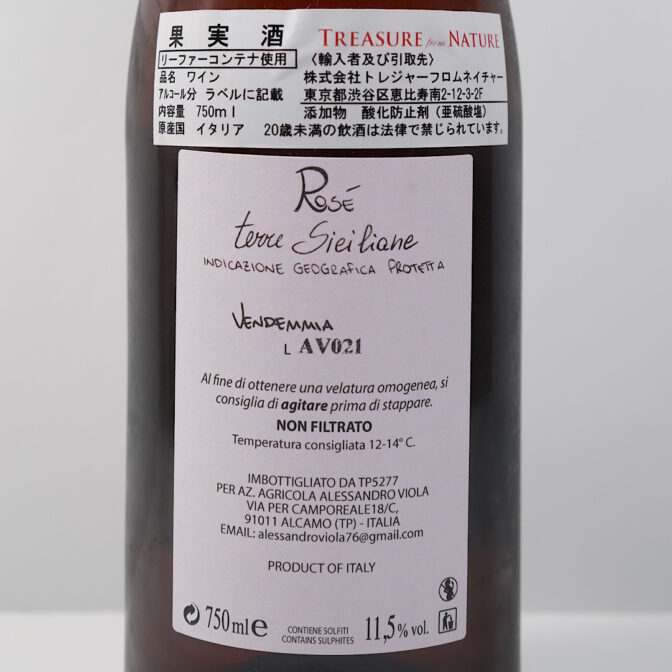 果実酒 TREASURE from NATURE
リーファーコンテナ使用 〈輸入者及び引取先〉
品名 ワイン 株式会社トレジャーフロムネイチャー
アルコール分 ラベルに記載 東京都渋谷区恵比寿南2-12-3-2F
内容量 750ml 添加物 酸化防止剤(亜硫酸塩)
原産国 イタリア 20歳未満の飲酒は法律で禁じられています。
ROSÉ
terre Siciliane
INDICAZIONE GEOGRAFICA PROTETTA
VENDEMMIA
L AV021
Al fine di ottenere una velatura omogenea, si
consiglia di agitare prima di stappare.
NON FILTRATO
Temperatura consigliata 12-14° C.
IMBOTTIGLIATO DA TP5277
PER AZ. AGRICOLA ALESSANDRO VIOLA
VIA PER CAMPOREALE18/C,
91011 ALCAMO (TP) - ITALIA
EMAIL: alessandroviola76@gmail.com
PRODUCT OF ITALY
750ml e CONTIENE SOLFITI 11,5% vol.
CONTAINS SULPHITES